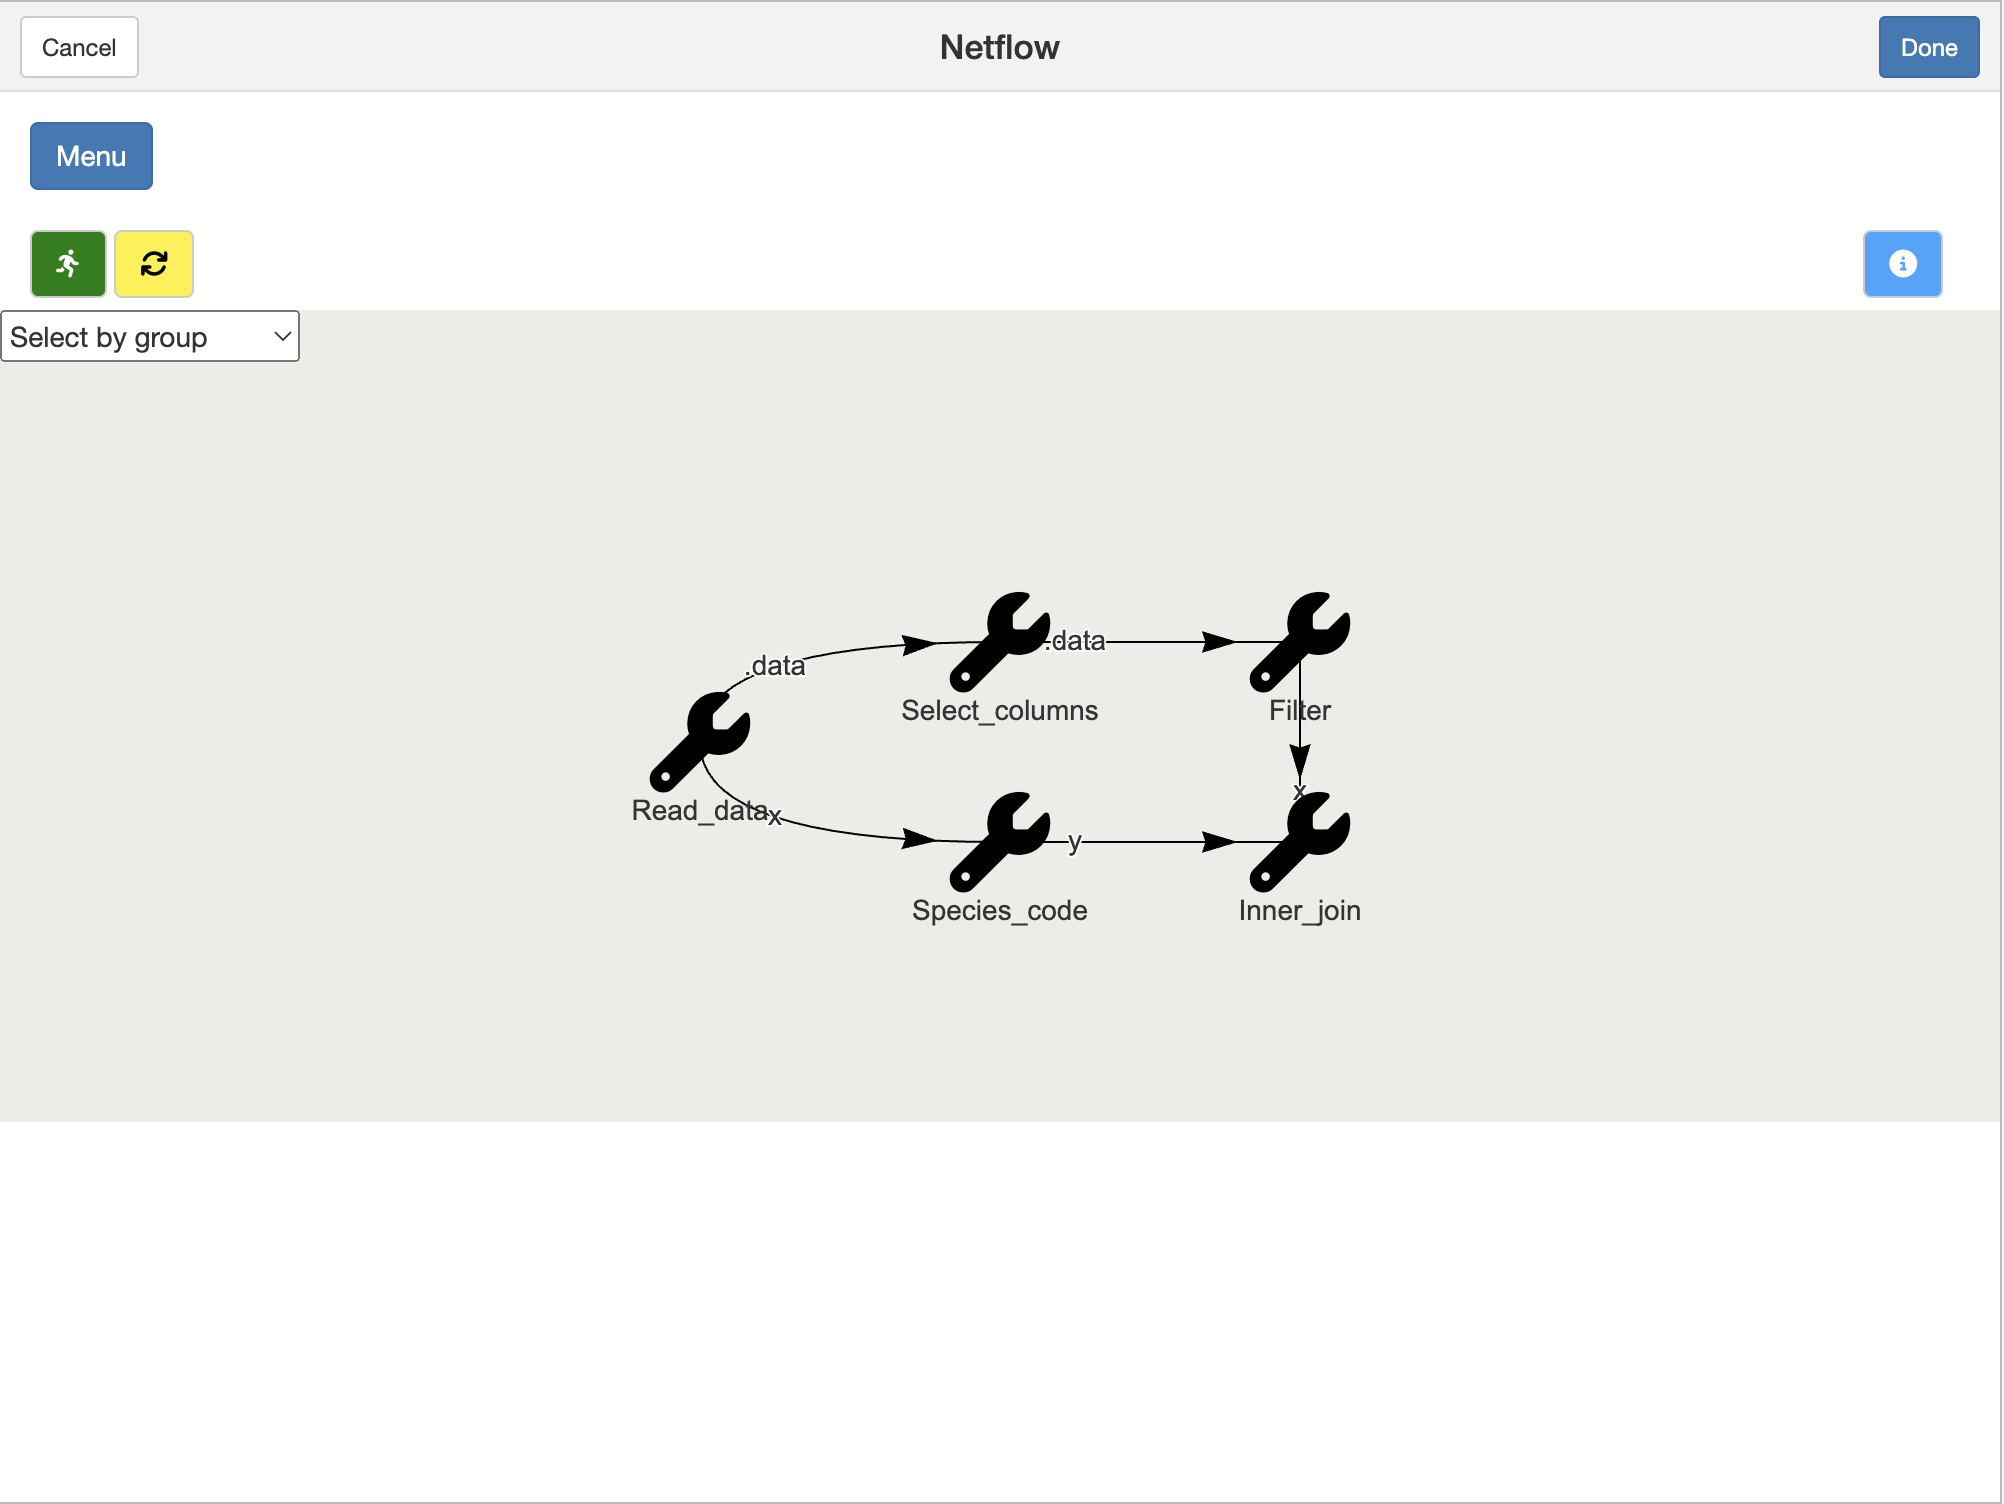 Cancel
Netflow
Done
Menu
Select by group
.data
.data
Select_columns
Filter
x
Read_data
x
y
Species_code
Inner_join